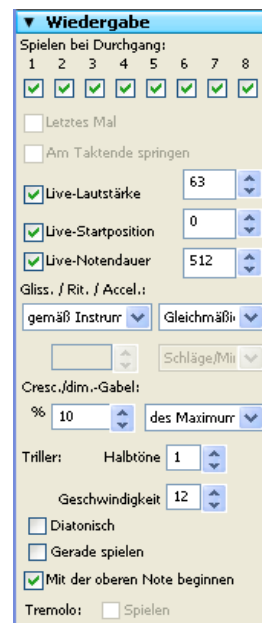 ▼ Wiedergabe
Spielen bei Durchgang:
1 2 3 4 5 6 7 8
Letztes Mal
Am Taktende springen
Live-Lautstärke 63
Live-Startposition 0
Live-Notendauer 512
Gliss. / Rit. / Accel.:
gemäß Instrum Gleichmäßi
Schläge/Mir
Cresc./dim.-Gabel:
% 10 des Maximum
Triller: Halbtöne 1
Geschwindigkeit 12
Diatonisch
Gerade spielen
Mit der oberen Note beginnen
Tremolo: Spielen